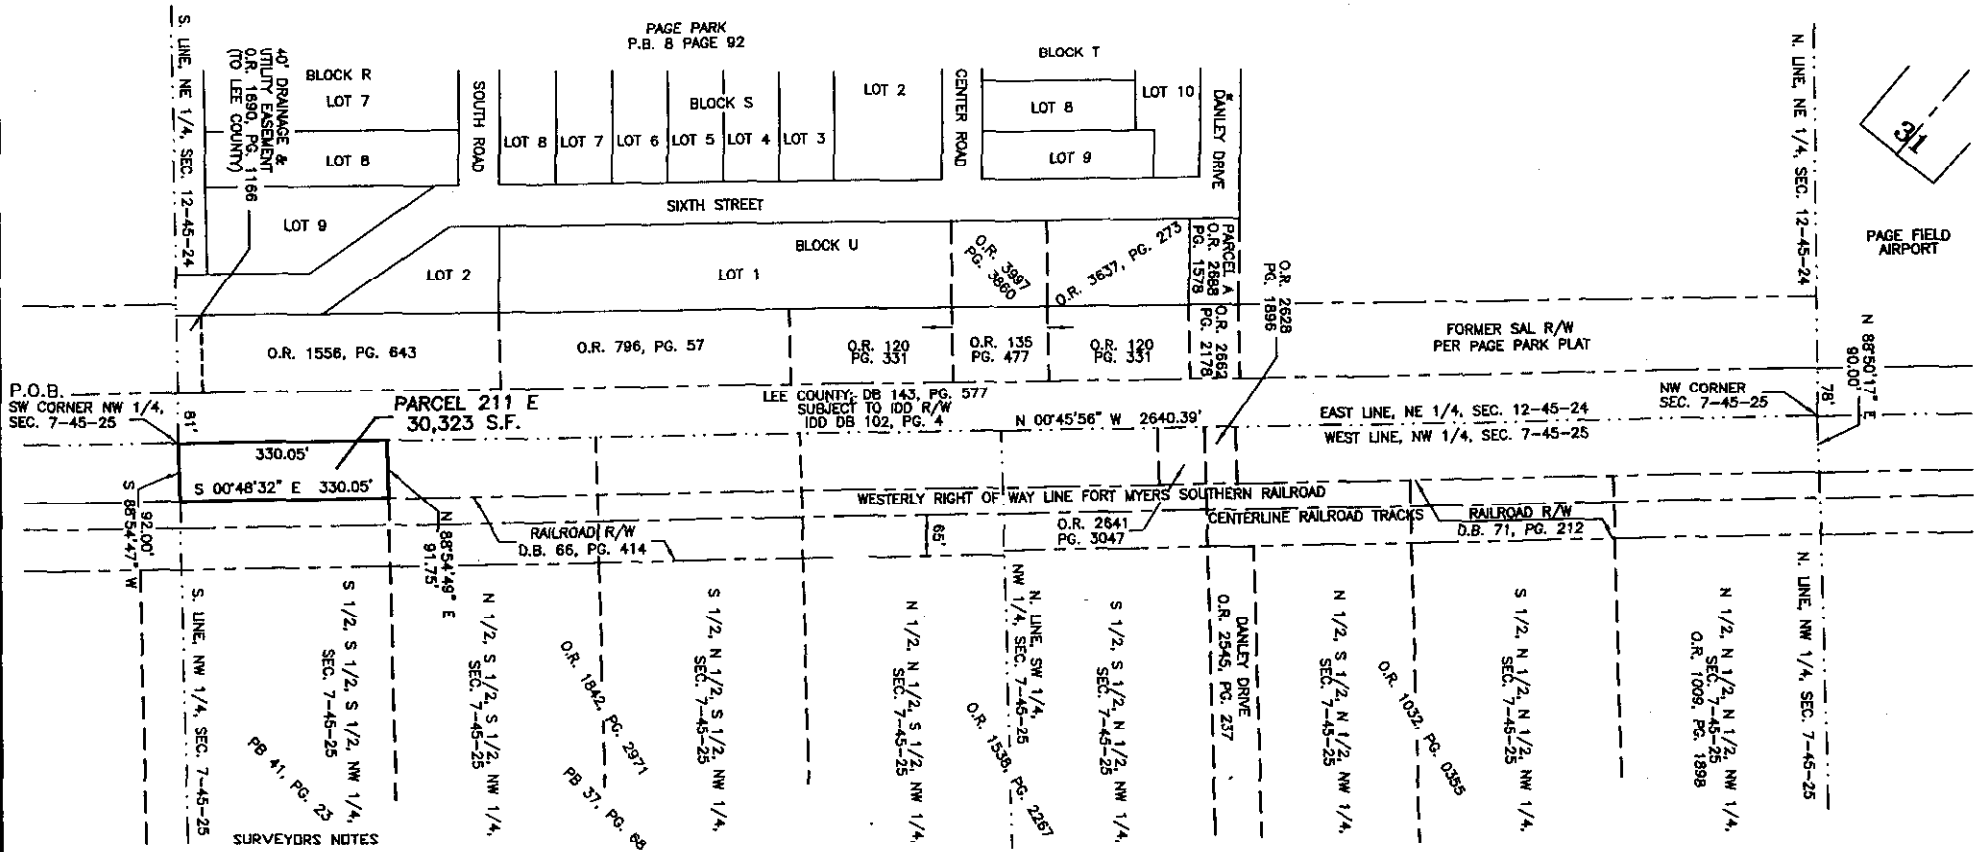 PAGE PARK
P.B. 8 PAGE 92
S. LINE, NE 1/4, SEC. 12-45-24
40' DRAINAGE &
UTILITY EASEMENT
O.R. 1690, PG. 1166
(TO LEE COUNTY)
BLOCK R
LOT 7
LOT 8
LOT 9
SOUTH ROAD
BLOCK S
LOT 8
LOT 7
LOT 6
LOT 5
LOT 4
LOT 3
LOT 2
CENTER ROAD
BLOCK T
LOT 8
LOT 10
LOT 9
* DANLEY DRIVE
N. LINE, NE 1/4, SEC. 12-45-24
3/1
PAGE FIELD
AIRPORT
SIXTH STREET
BLOCK U
LOT 2
LOT 1
O.R. 3997
PG. 3860
O.R. 3637, PG. 273
PARCEL A
O.R. 2688
PG. 1578
O.R. 2662
PG. 2178
O.R. 2628
PG. 1896
O.R. 1556, PG. 643
O.R. 796, PG. 57
O.R. 120
PG. 331
O.R. 135
PG. 477
O.R. 120
PG. 331
FORMER SAL R/W
PER PAGE PARK PLAT
N 88°50'17" E
90.00'
P.O.B.
SW CORNER NW 1/4,
SEC. 7-45-25
81'
PARCEL 211 E
30,323 S.F.
LEE COUNTY: DB 143, PG. 577
SUBJECT TO IDD R/W
IDD DB 102, PG. 4
N 00°45'56" W 2640.39'
EAST LINE, NE 1/4, SEC. 12-45-24
WEST LINE, NW 1/4, SEC. 7-45-25
NW CORNER
SEC. 7-45-25
78'
330.05'
S 00°48'32" E 330.05'
S 88°54'47" W
92.00'
N 88°54'49" E
91.75'
WESTERLY RIGHT OF WAY LINE FORT MYERS SOUTHERN RAILROAD
RAILROAD R/W
D.B. 66, PG. 414
65'
O.R. 2641
PG. 3047
CENTERLINE RAILROAD TRACKS
RAILROAD R/W
D.B. 71, PG. 212
S. LINE, NW 1/4, SEC. 7-45-25
S 1/2, S 1/2, S 1/2, NW 1/4,
SEC. 7-45-25
PB 41, PG. 23
N 1/2, S 1/2, S 1/2, NW 1/4,
SEC. 7-45-25
O.R. 1842, PG. 2971
PB 37, PG. 68
S 1/2, N 1/2, S 1/2, NW 1/4,
SEC. 7-45-25
N 1/2, N 1/2, S 1/2, NW 1/4,
SEC. 7-45-25
O.R. 1538, PG. 2267
N. LINE, SW 1/4,
NW 1/4, SEC. 7-45-25
S 1/2, S 1/2, N 1/2, NW 1/4,
SEC. 7-45-25
DANLEY DRIVE
O.R. 2545, PG. 237
N 1/2, S 1/2, N 1/2, NW 1/4,
SEC. 7-45-25
O.R. 1032, PG. 0355
S 1/2, N 1/2, N 1/2, NW 1/4,
SEC. 7-45-25
N 1/2, N 1/2, N 1/2, NW 1/4,
SEC. 7-45-25
O.R. 1009, PG. 1898
N. LINE, NW 1/4, SEC. 7-45-25
SURVEYORS NOTES